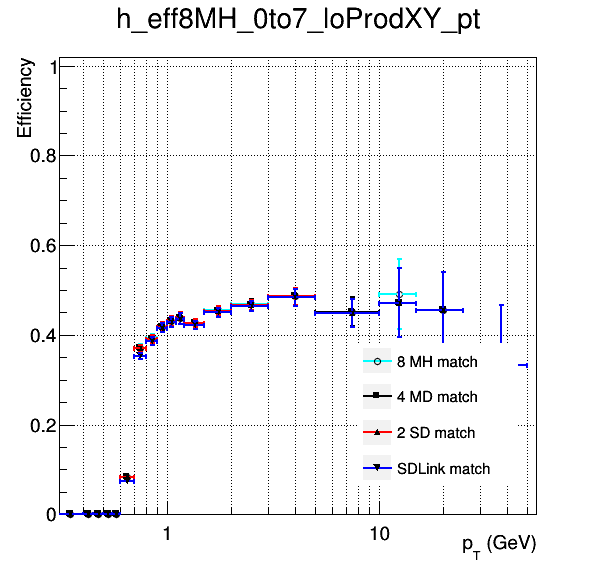 h_eff8MH_0to7_loProdXY_pt
Efficiency
1
0.8
0.6
0.4
0.2
0
8 MH match
4 MD match
2 SD match
SDLink match
1
10
pT (GeV)